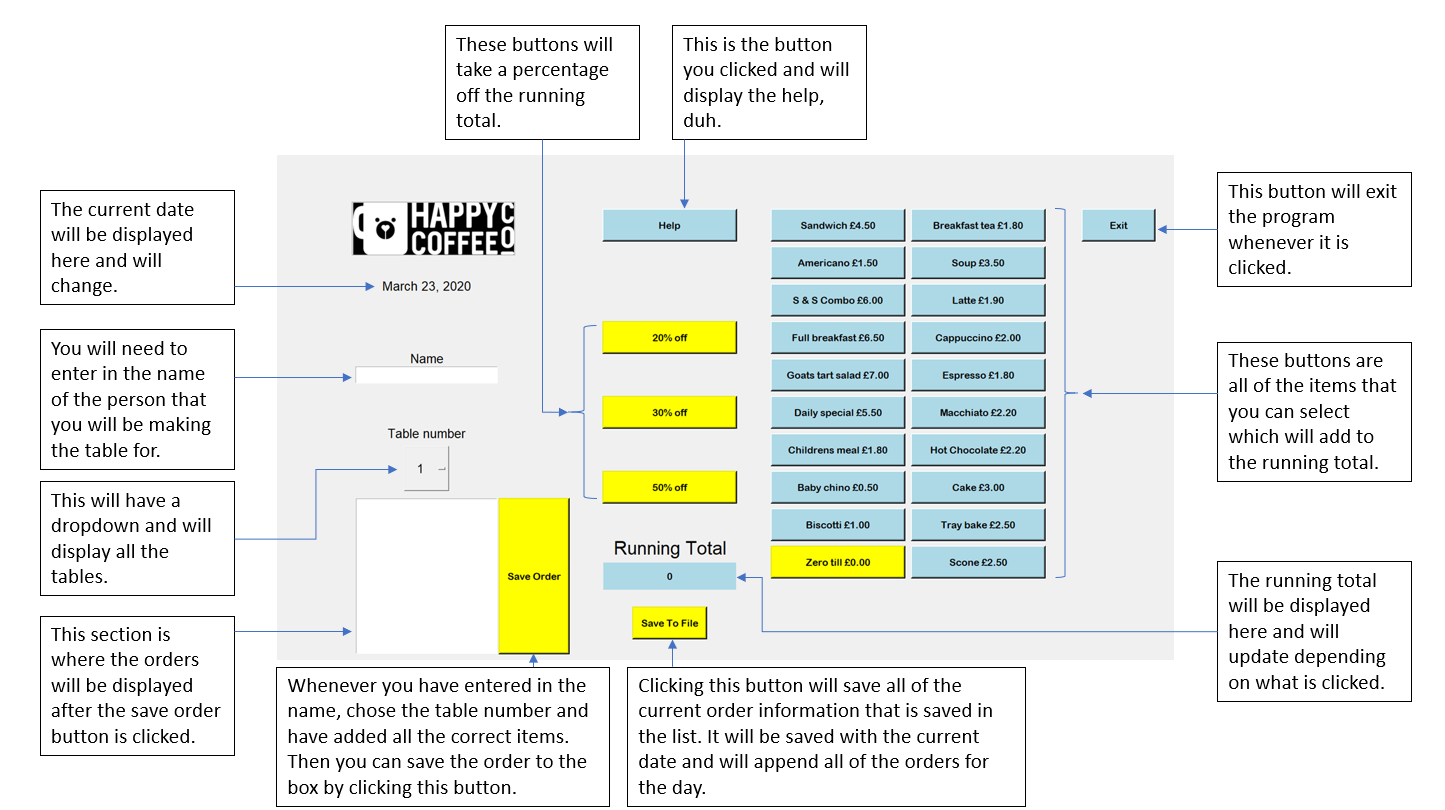 These buttons will
take a percentage
off the running
total.
This is the button
you clicked and will
display the help,
duh.
The current date
will be displayed
here and will
change.
You will need to
enter in the name
of the person that
you will be making
the table for.
This will have a
dropdown and will
display all the
tables.
This section is
where the orders
will be displayed
after the save order
button is clicked.
HAPPY C
COFFEE O
March 23, 2020
Name
Table number
1
Save Order
Help
20% off
30% off
50% off
Running Total
0
Save To File
Sandwich £4.50
Breakfast tea £1.80
Americano £1.50
Soup £3.50
S & S Combo £6.00
Latte £1.90
Full breakfast £6.50
Cappuccino £2.00
Goats tart salad £7.00
Espresso £1.80
Daily special £5.50
Macchiato £2.20
Childrens meal £1.80
Hot Chocolate £2.20
Baby chino £0.50
Cake £3.00
Biscotti £1.00
Tray bake £2.50
Zero till £0.00
Scone £2.50
Exit
This button will exit
the program
whenever it is
clicked.
These buttons are
all of the items that
you can select
which will add to
the running total.
The running total
will be displayed
here and will
update depending
on what is clicked.
Whenever you have entered in the
name, chose the table number and
have added all the correct items.
Then you can save the order to the
box by clicking this button.
Clicking this button will save all of the
current order information that is saved in
the list. It will be saved with the current
date and will append all of the orders for
the day.